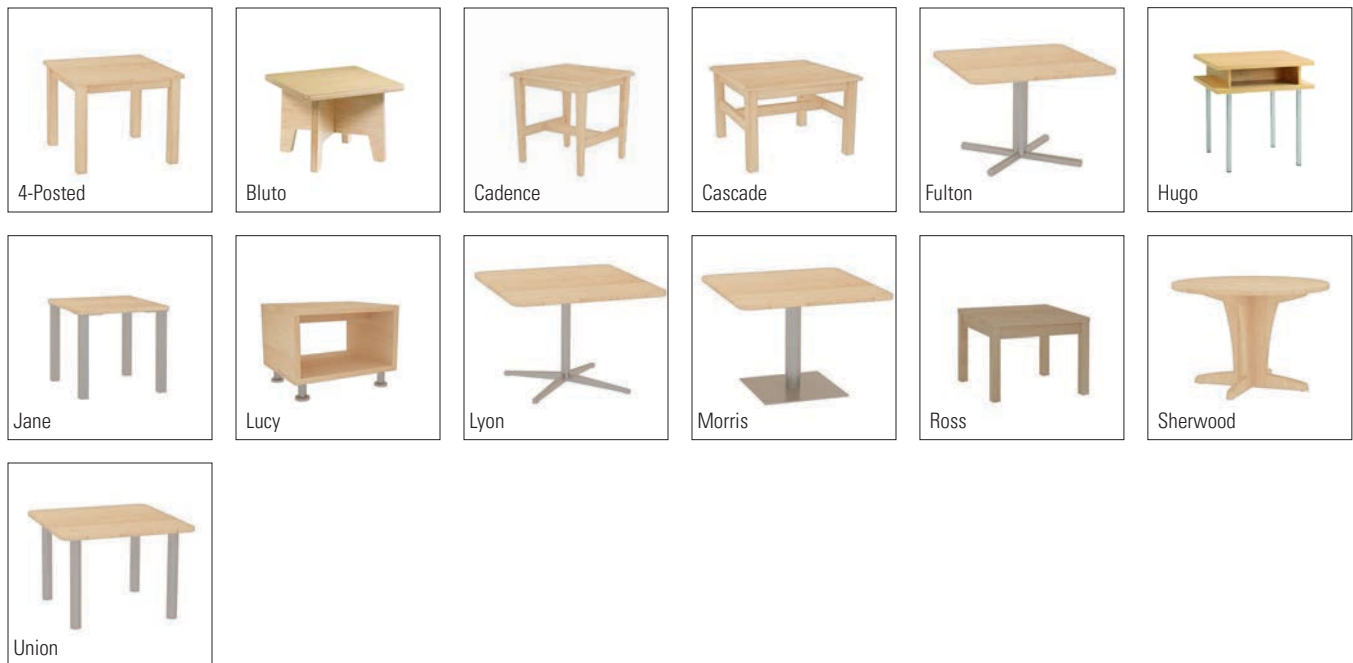 4-Posted
Bluto
Cadence
Cascade
Fulton
Hugo
Jane
Lucy
Lyon
Morris
Ross
Sherwood
Union